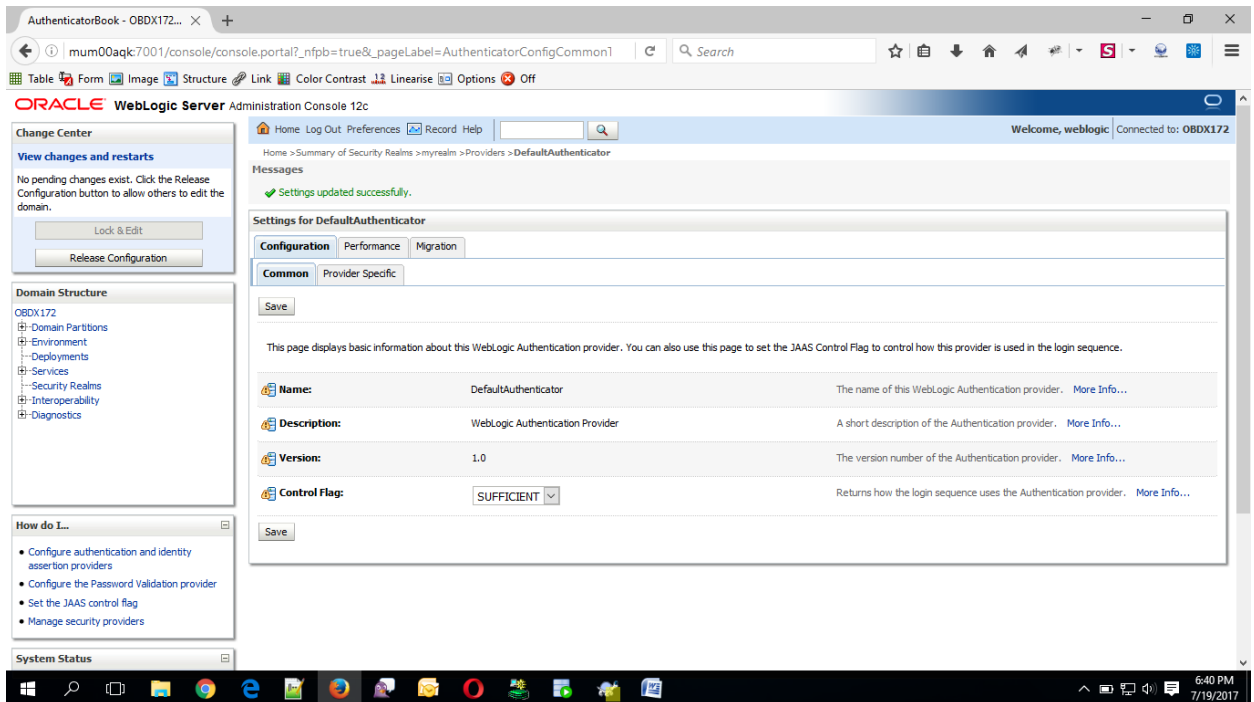 AuthenticatorBook - OBDX172...
mum00aqk:7001/console/console.portal?_nfpb=true&_pageLabel=AuthenticatorConfigCommonT
Search
Table Form Image Structure Link Color Contrast Linearise Options Off
ORACLE WebLogic Server Administration Console 12c
Change Center
View changes and restarts
No pending changes exist. Click the Release
Configuration button to allow others to edit the
domain.
Lock & Edit
Release Configuration
Domain Structure
OBDX172
Domain Partitions
Environment
Deployments
Services
Security Realms
Interoperability
Diagnostics
How do I...
Configure authentication and identity
assertion providers
Configure the Password Validation provider
Set the JAAS control flag
Manage security providers
System Status
Home Log Out Preferences Record Help
Welcome, weblogic Connected to: OBDX172
Home >Summary of Security Realms >myrealm >Providers >DefaultAuthenticator
Messages
Settings updated successfully.
Settings for DefaultAuthenticator
Configuration Performance Migration
Common Provider Specific
Save
This page displays basic information about this WebLogic Authentication provider. You can also use this page to set the JAAS Control Flag to control how this provider is used in the login sequence.
Name: DefaultAuthenticator The name of this WebLogic Authentication provider. More Info...
Description: WebLogic Authentication Provider A short description of the Authentication provider. More Info...
Version: 1.0 The version number of the Authentication provider. More Info...
Control Flag: SUFFICIENT Returns how the login sequence uses the Authentication provider. More Info...
Save
6:40 PM
7/19/2017